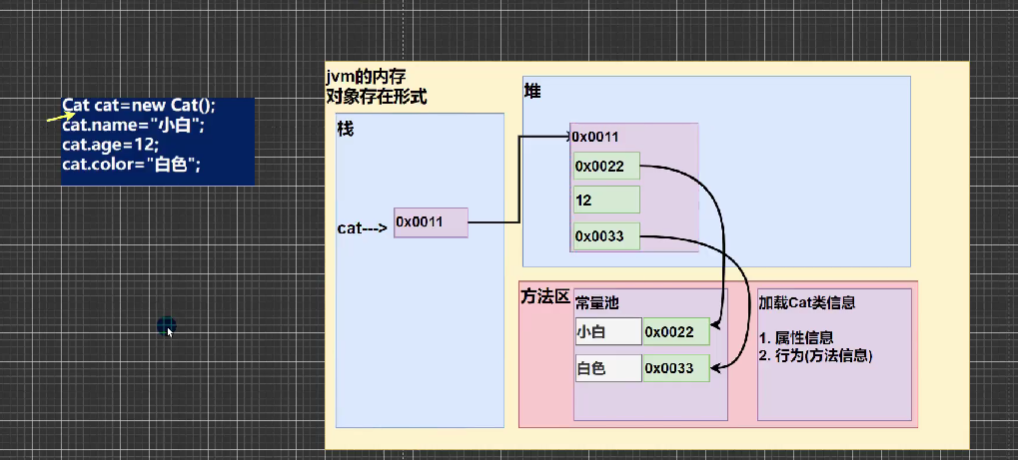 Cat cat=new Cat();
cat.name="小白";
cat.age=12;
cat.color="白色";
jvm的内存
对象存在形式
栈
cat---> 0x0011
堆
0x0011
0x0022
12
0x0033
方法区
常量池
小白 0x0022
白色 0x0033
加载Cat类信息
1. 属性信息
2. 行为(方法信息)